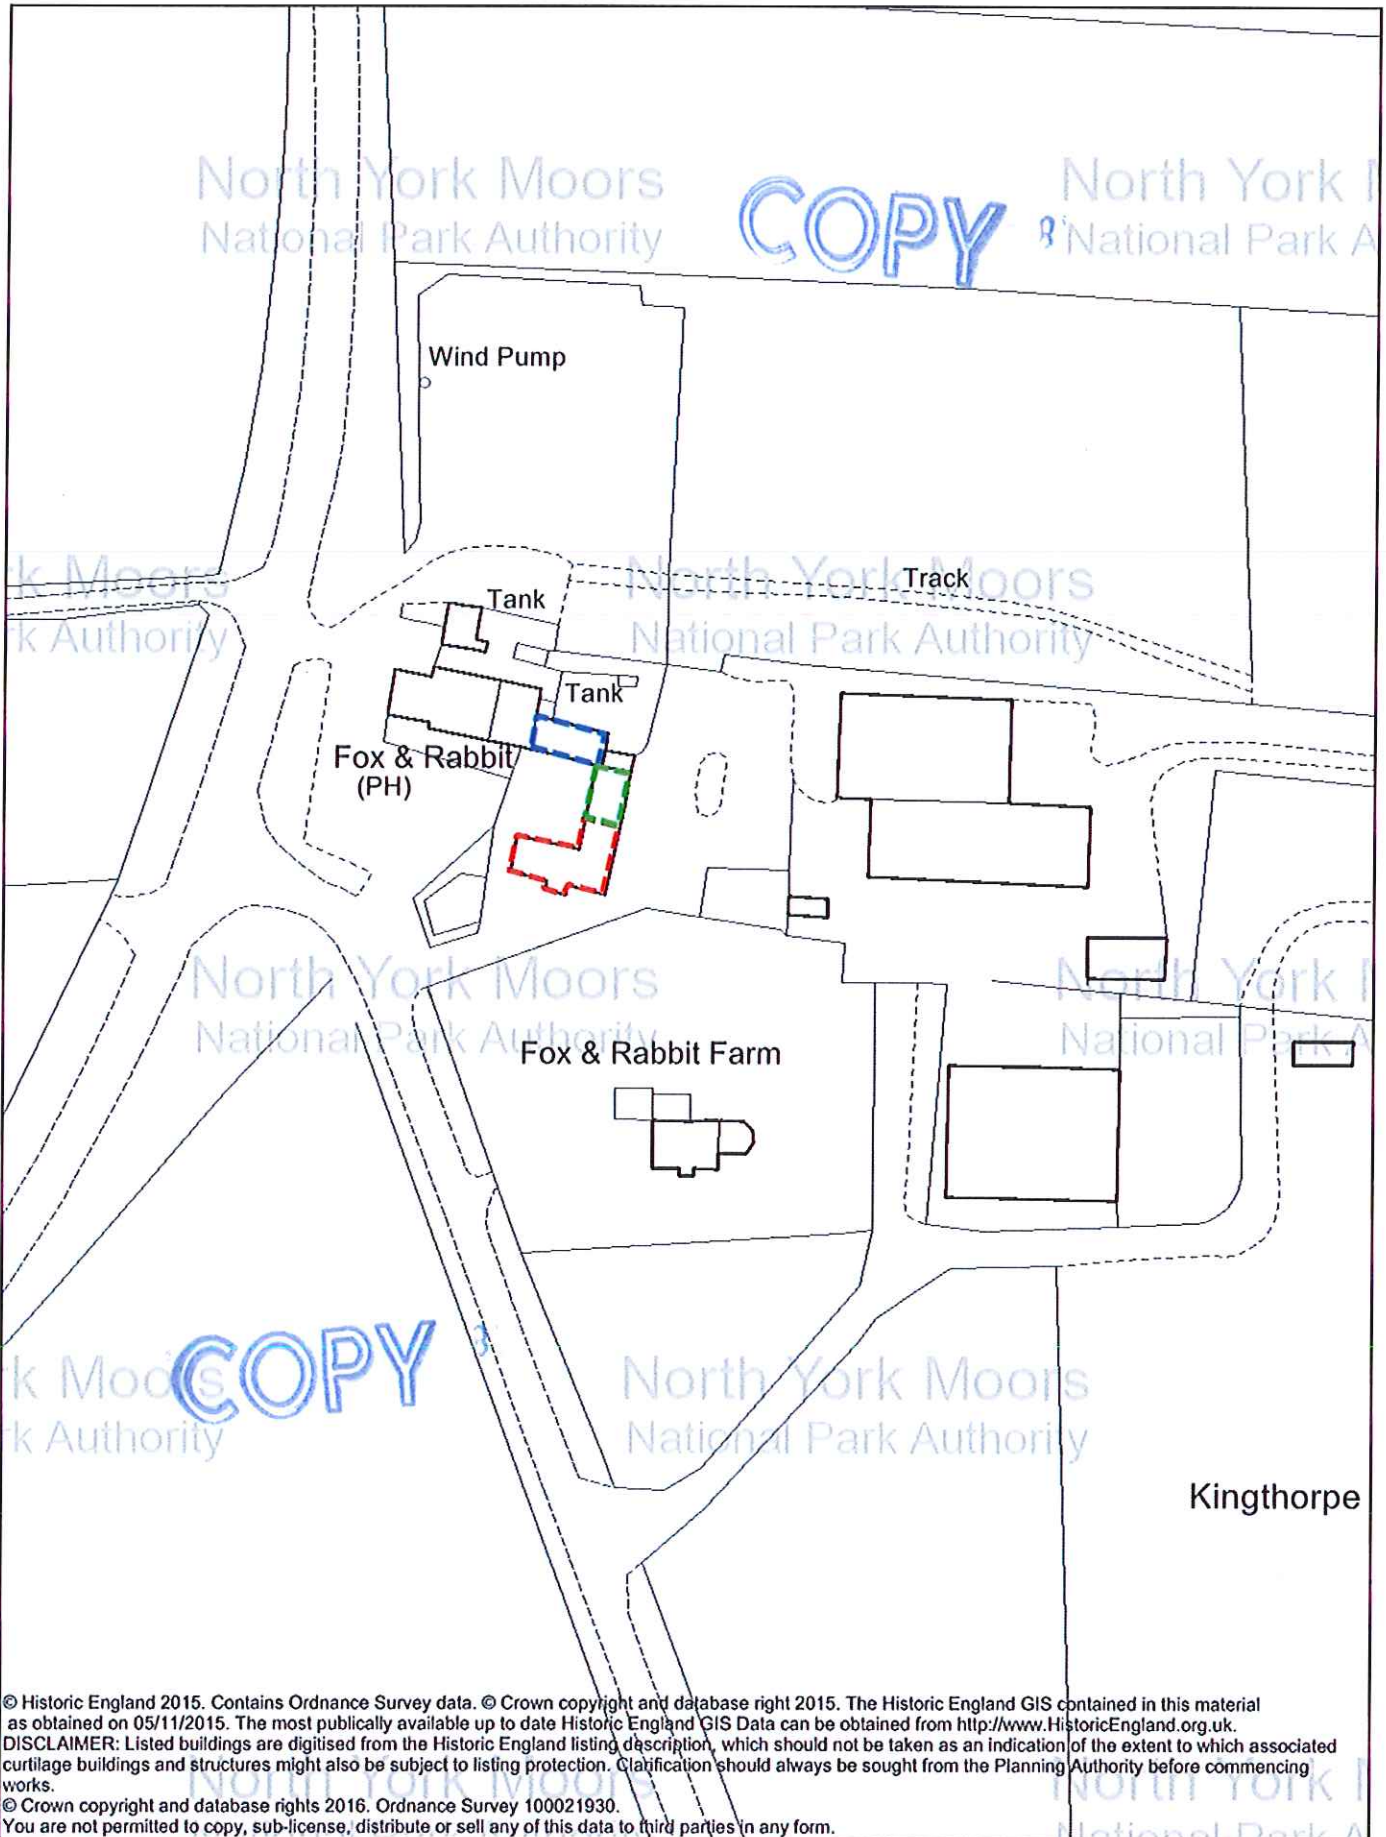 North York Moors
National Park Authority
COPY
North York
National Park A
Wind Pump
k Moors
k Authority
North York Moors
National Park Authority
Track
Tank
Tank
Fox & Rabbit
(PH)
North York Moors
National Park Authority
North York
National Park A
Fox & Rabbit Farm
COPY
k Moors
k Authority
North York Moors
National Park Authority
Kingthorpe
© Historic England 2015. Contains Ordnance Survey data. © Crown copyright and database right 2015. The Historic England GIS contained in this material
as obtained on 05/11/2015. The most publically available up to date Historic England GIS Data can be obtained from http://www.HistoricEngland.org.uk.
DISCLAIMER: Listed buildings are digitised from the Historic England listing description, which should not be taken as an indication of the extent to which associated
curtilage buildings and structures might also be subject to listing protection. Clarification should always be sought from the Planning Authority before commencing
works.
North York Moors
North York
© Crown copyright and database rights 2016. Ordnance Survey 100021930.
You are not permitted to copy, sub-license, distribute or sell any of this data to third parties in any form.
National Park A